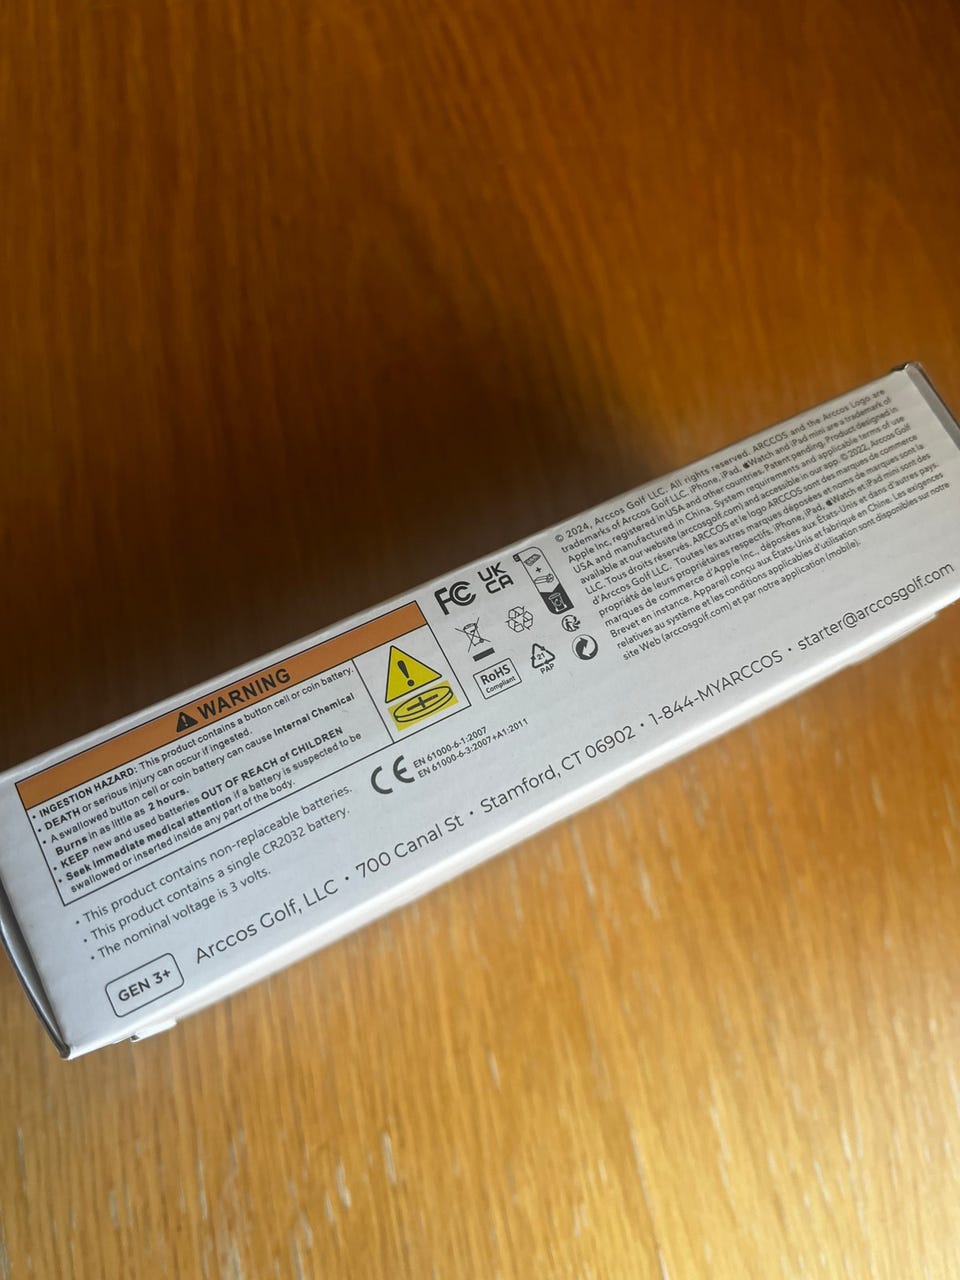 WARNING
• INGESTION HAZARD: This product contains a button cell or coin battery.
• DEATH or serious injury can occur if ingested.
• A swallowed button cell or coin battery can cause Internal Chemical
Burns in as little as 2 hours.
• KEEP new and used batteries OUT OF REACH of CHILDREN
• Seek immediate medical attention if a battery is suspected to be
swallowed or inserted inside any part of the body.
• This product contains non-replaceable batteries.
• This product contains a single CR2032 battery.
• The nominal voltage is 3 volts.
GEN 3+
FC
UK
CA
RoHS
Compliant
21
PAP
CE
EN 61000-6-1:2007
EN 61000-6-3:2007+A1:2011
© 2024, Arccos Golf LLC. All rights reserved. ARCCOS and the Arccos Logo are
trademarks of Arccos Golf LLC. iPhone, iPad, Watch and iPad mini are a trademark of
Apple Inc, registered in USA and other countries. Patent pending. Product designed in
USA and manufactured in China. System requirements and applicable terms of use
available at our website (arccosgolf.com) and accessible in our app. © 2022, Arccos Golf
LLC. Tous droits réservés. ARCCOS et le logo ARCCOS sont des marques de commerce
d'Arccos Golf LLC. Toutes les autres marques déposées et noms de marques sont la
propriété de leurs propriétaires respectifs. iPhone, iPad, Watch et iPad mini sont des
marques de commerce d'Apple Inc., déposées aux États-Unis et dans d'autres pays.
Brevet en instance. Appareil conçu aux États-Unis et fabriqué en Chine. Les exigences
relatives au système et les conditions applicables d'utilisation sont disponibles sur notre
site Web (arccosgolf.com) et par notre application (mobile).
Arccos Golf, LLC • 700 Canal St • Stamford, CT 06902 • 1-844-MYARCCOS • starter@arccosgolf.com